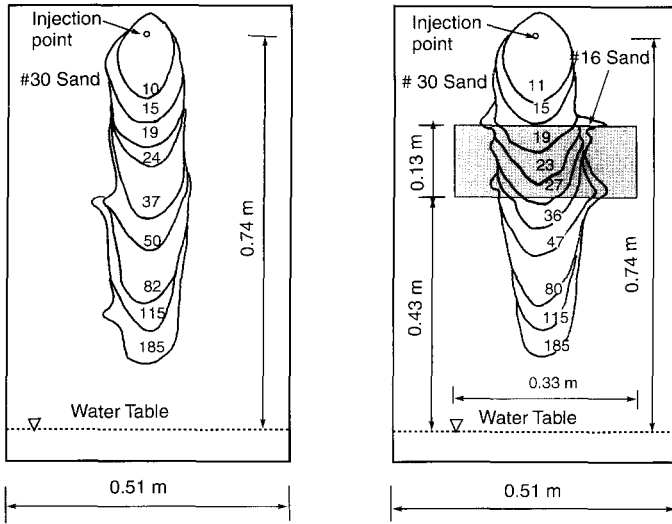 Injection
point
#30 Sand
10
15
19
24
37
50
82
115
185
0.74 m
Water Table
0.51 m
Injection
point
# 30 Sand
#16 Sand
11
15
19
23
27
36
47
80
115
185
0.13 m
0.43 m
0.74 m
0.33 m
Water Table
0.51 m